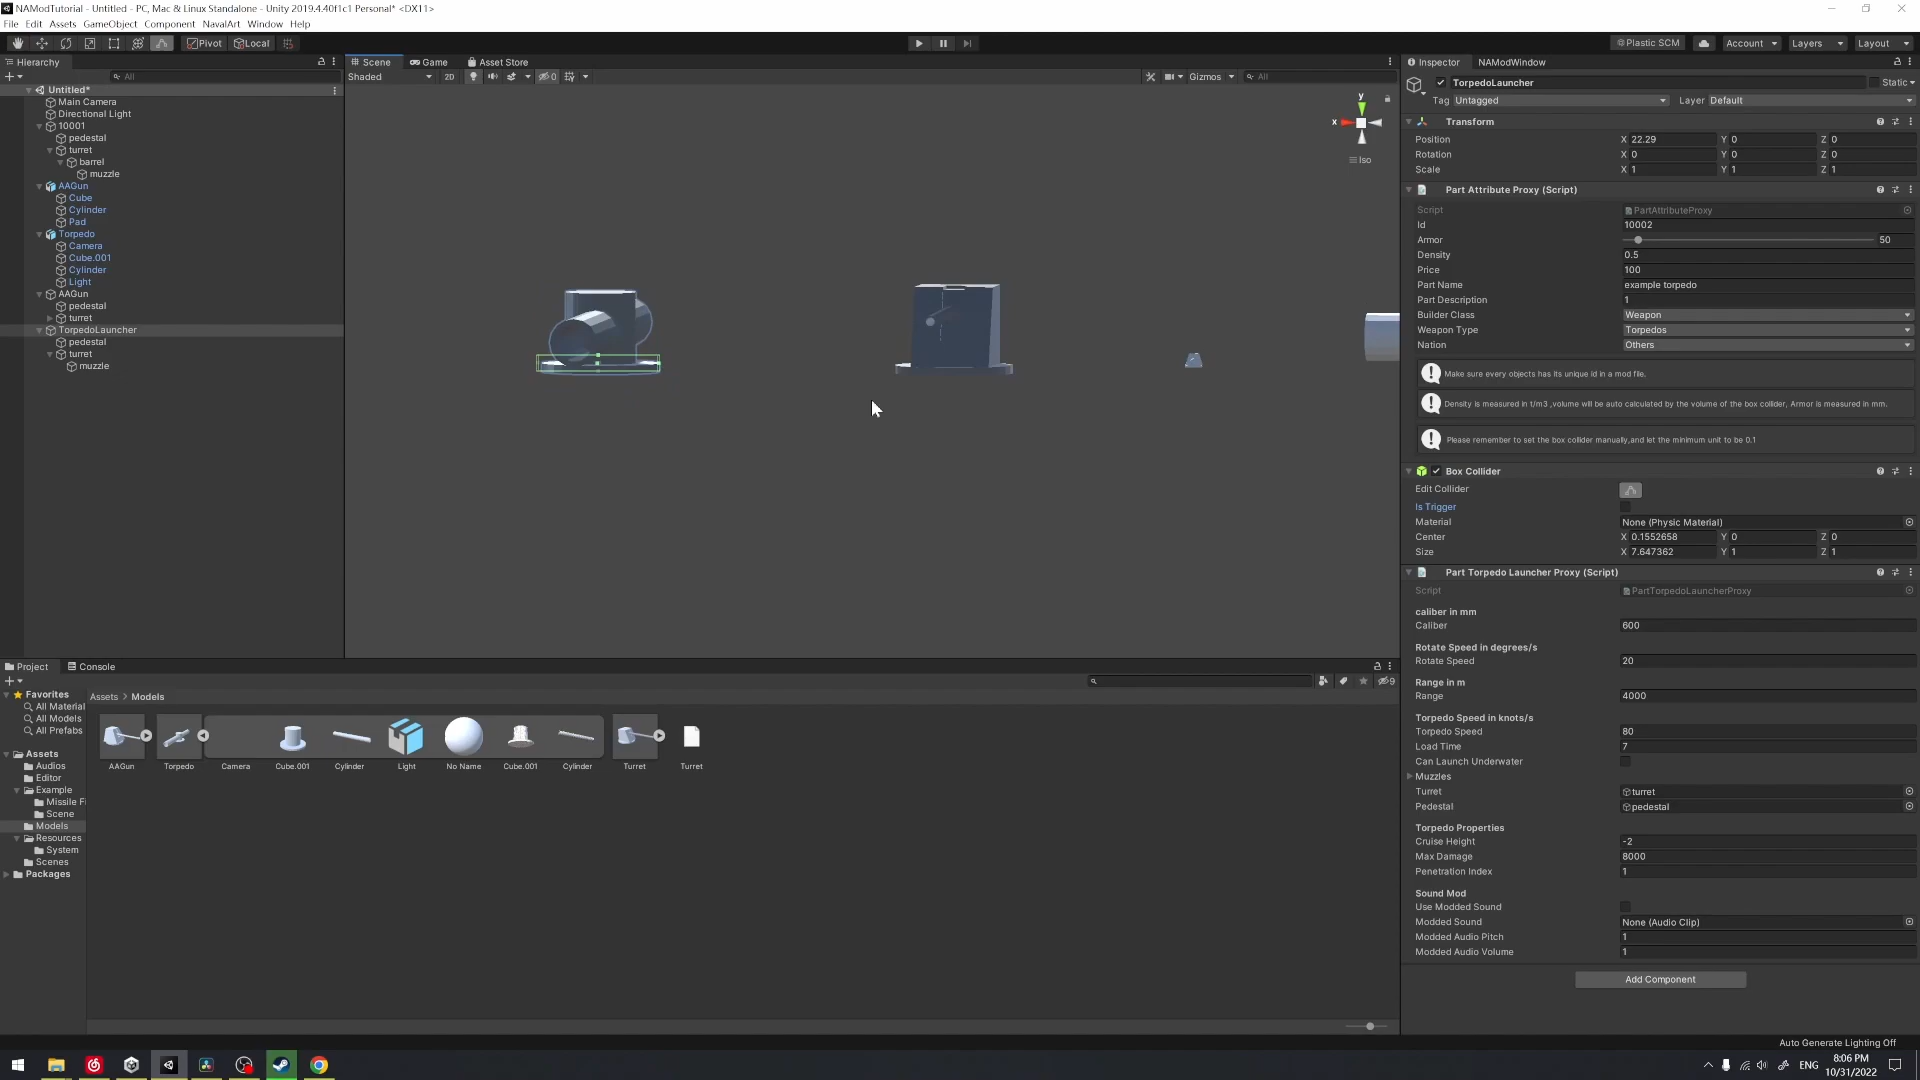 NAModTutorial - Untitled - PC, Mac & Linux Standalone - Unity 2019.4.40f1c1 Personal* <DX11>
File Edit Assets GameObject Component NavalArt Window Help
Pivot Local Plastic SCM Account Layers Layout
Hierarchy
All
Untitled*
Main Camera
Directional Light
10001
pedestal
turret
barrel
muzzle
AAGun
Cube
Cylinder
Pad
Torpedo
Camera
Cube.001
Cylinder
Light
AAGun
pedestal
turret
TorpedoLauncher
pedestal
turret
muzzle
Scene Game Asset Store
Shaded 2D 0 Gizmos All
y
x
Iso
Inspector NAModWindow
TorpedoLauncher Static
Tag Untagged Layer Default
Transform
Position X 22.29 Y 0 Z 0
Rotation X 0 Y 0 Z 0
Scale X 1 Y 1 Z 1
Part Attribute Proxy (Script)
Script PartAttributeProxy
Id 10002
Armor 50
Density 0.5
Price 100
Part Name example torpedo
Part Description 1
Builder Class Weapon
Weapon Type Torpedos
Nation Others
Make sure every objects has its unique id in a mod file.
Density is measured in t/m3 ,volume will be auto calculated by the volume of the box collider, Armor is measured in mm.
Please remember to set the box collider manually,and let the minimum unit to be 0.1
Box Collider
Edit Collider
Is Trigger
Material None (Physic Material)
Center X 0.1552658 Y 0 Z 0
Size X 7.647362 Y 1 Z 1
Part Torpedo Launcher Proxy (Script)
Script PartTorpedoLauncherProxy
caliber in mm
Caliber 600
Rotate Speed in degrees/s
Rotate Speed 20
Range in m
Range 4000
Torpedo Speed in knots/s
Torpedo Speed 80
Load Time 7
Can Launch Underwater
Muzzles
Turret turret
Pedestal pedestal
Torpedo Properties
Cruise Height -2
Max Damage 8000
Penetration Index 1
Sound Mod
Use Modded Sound
Modded Sound None (Audio Clip)
Modded Audio Pitch 1
Modded Audio Volume 1
Add Component
Project Console
9
Favorites
All Material
All Models
All Prefabs
Assets
Audios
Editor
Example
Missile Fi
Scene
Models
Resources
System
Scenes
Packages
Assets > Models
AAGun Torpedo Camera Cube.001 Cylinder Light No Name Cube.001 Cylinder Turret Turret
Auto Generate Lighting Off
ENG
8:06 PM
10/31/2022